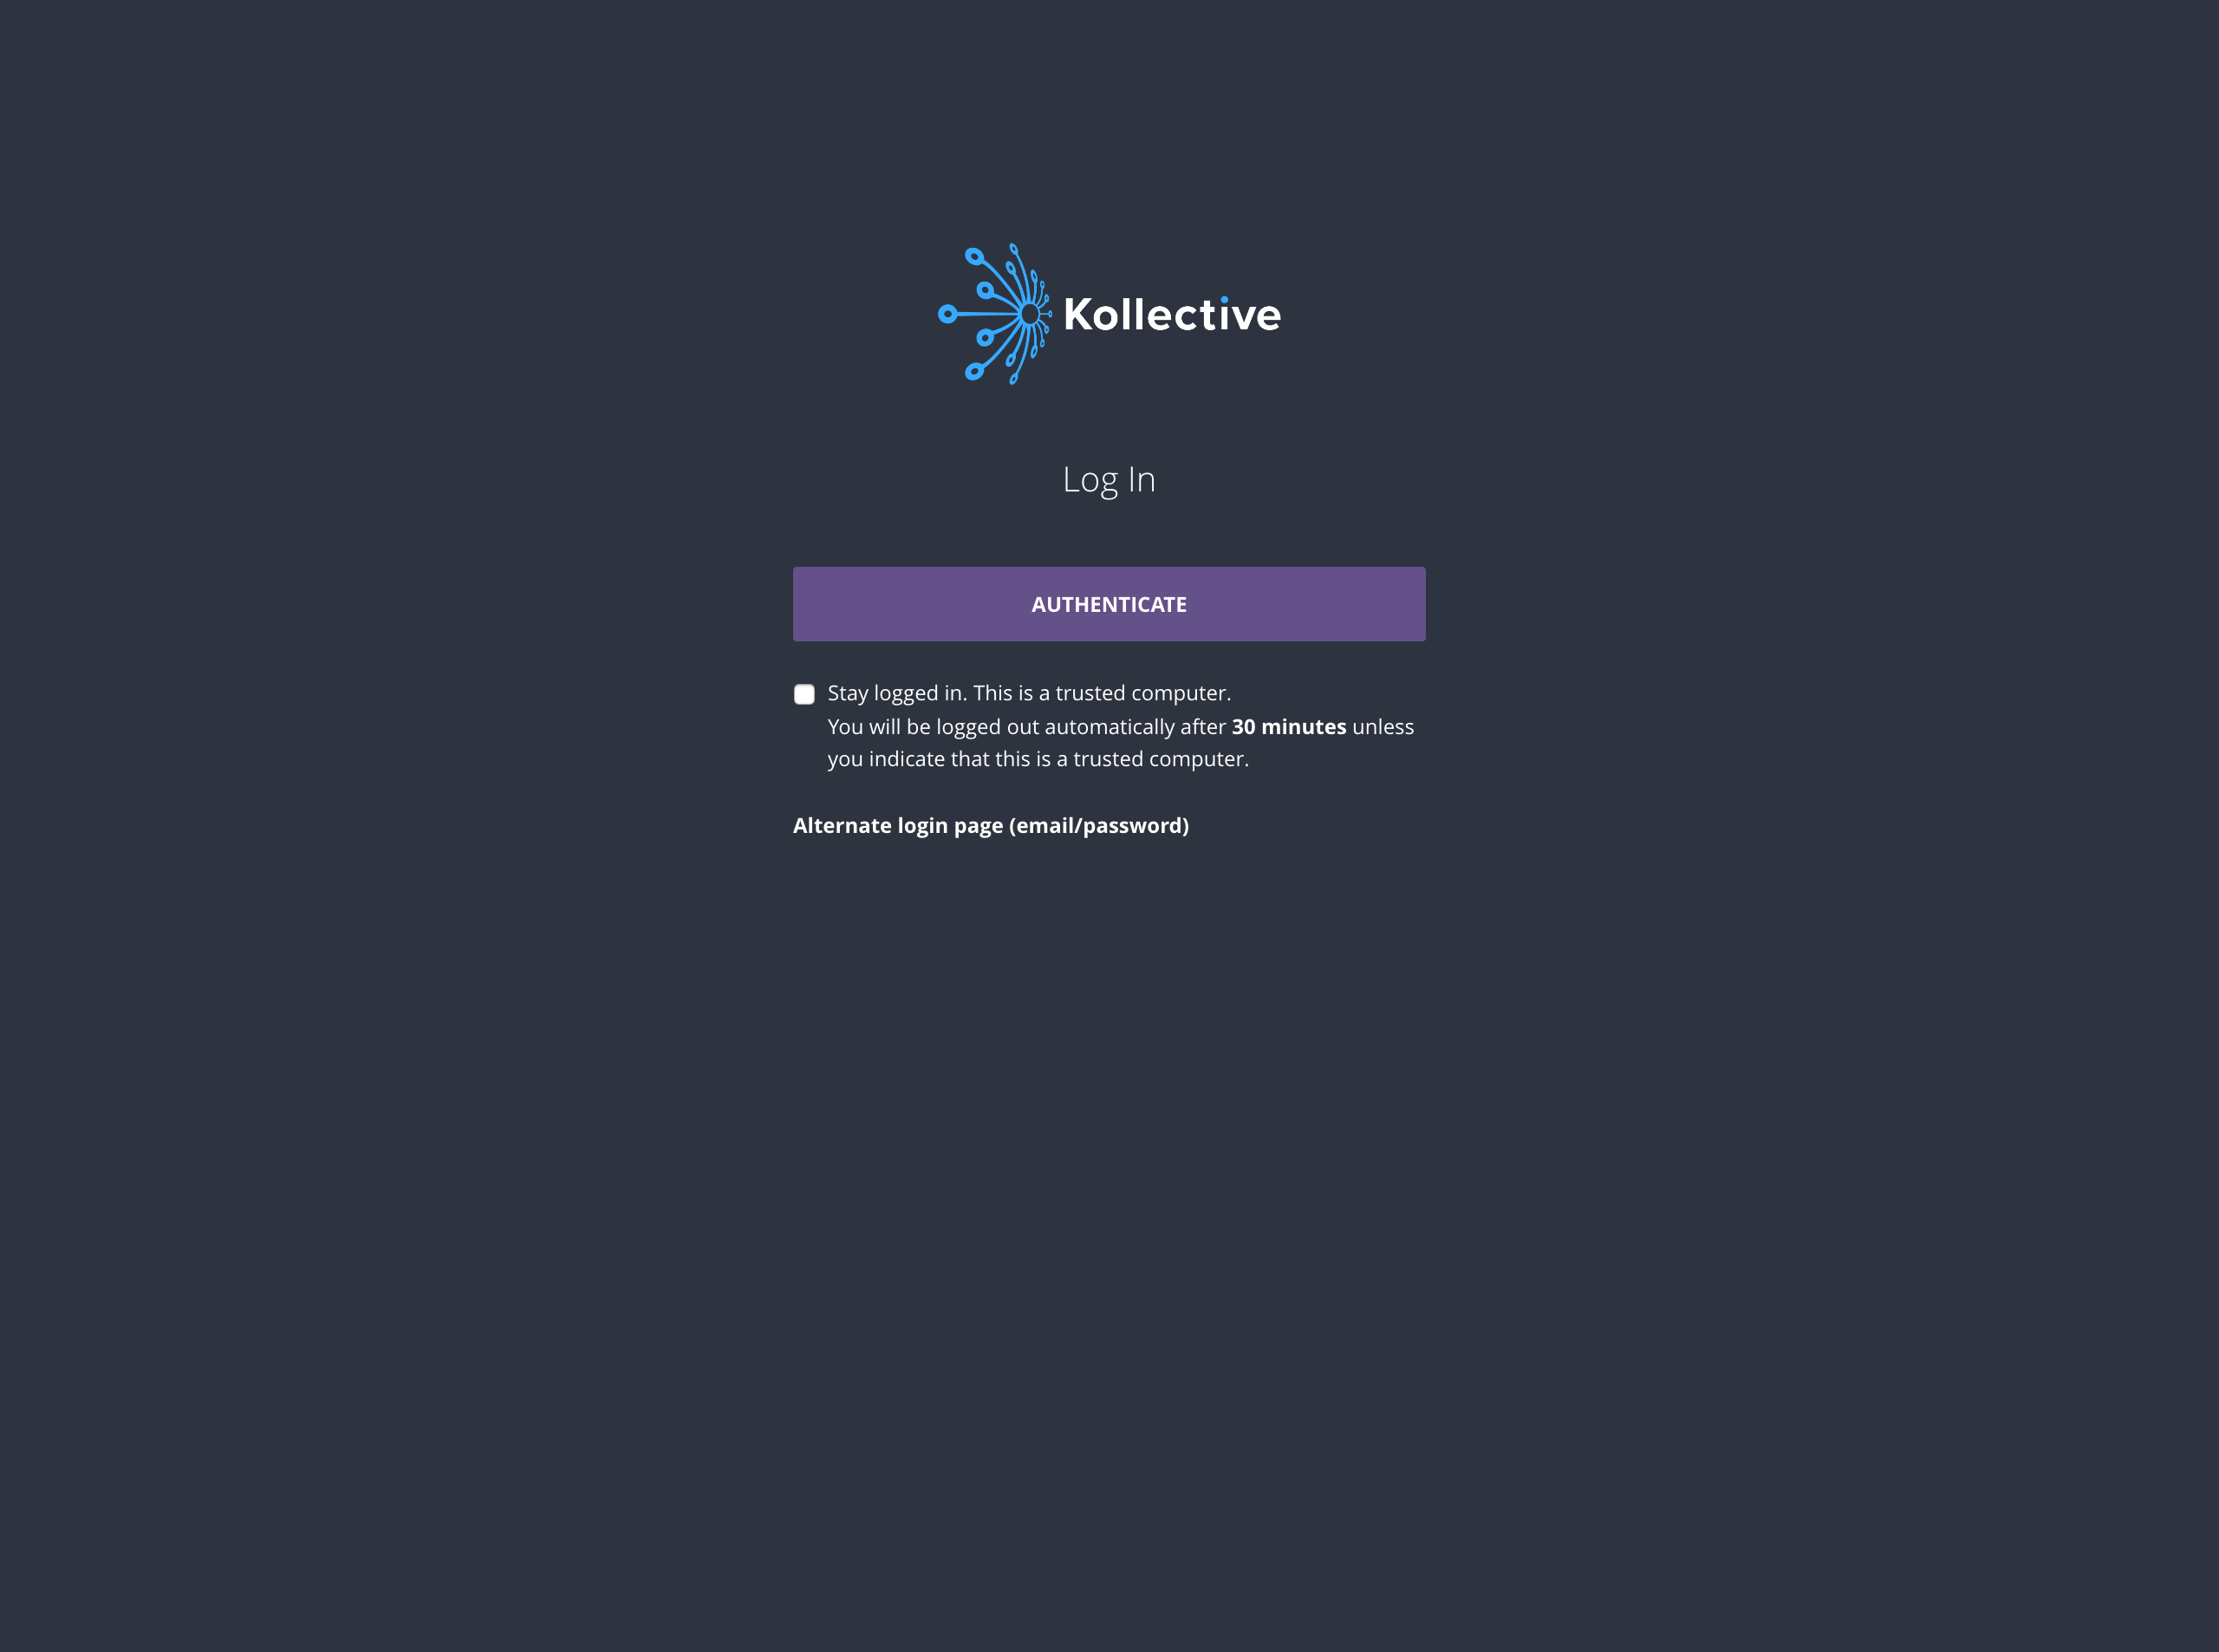 Kollective
Log In
AUTHENTICATE
Stay logged in. This is a trusted computer.
You will be logged out automatically after 30 minutes unless
you indicate that this is a trusted computer.
Alternate login page (email/password)